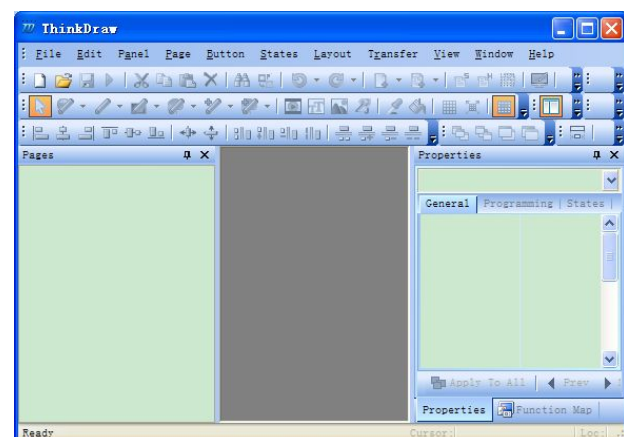 ThinkDraw
File Edit Panel Page Button States Layout Transfer View Window Help
Pages
Properties
General Programming States
Apply To All Prev
Properties Function Map
Ready Cursor: Loc: